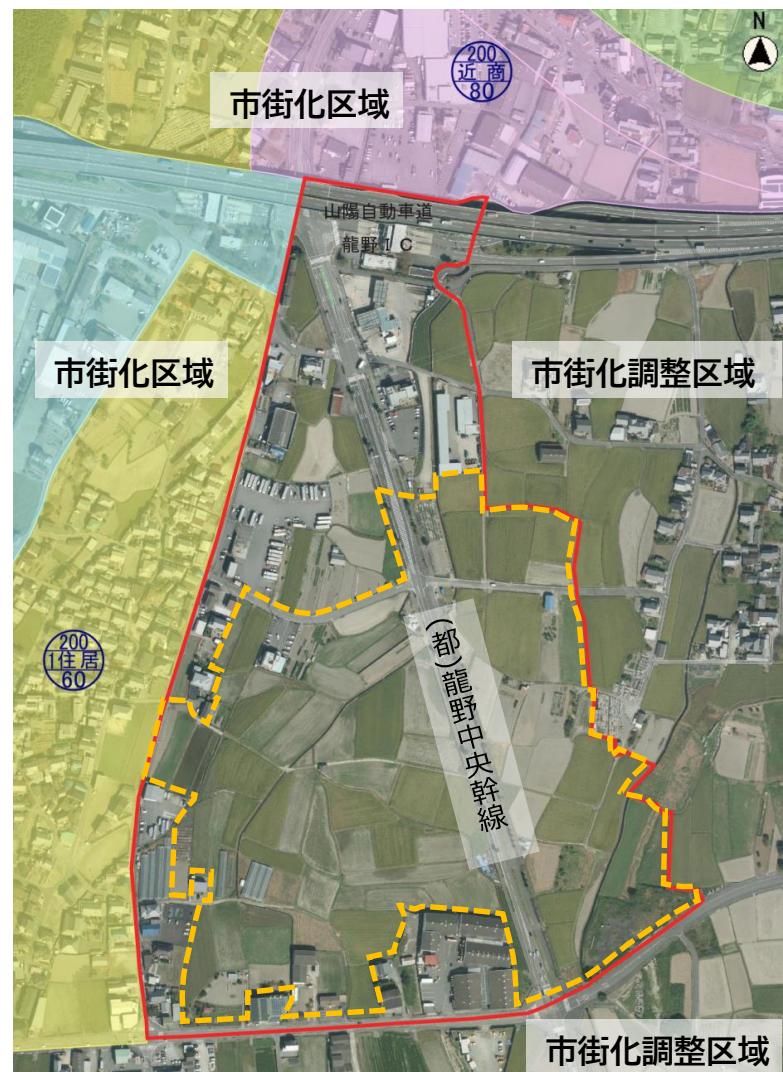 N
200
近商
80
市街化区域
山陽自動車道
龍野IC
市街化区域
市街化調整区域
(都)龍野中央幹線
200
1住居
60
市街化調整区域